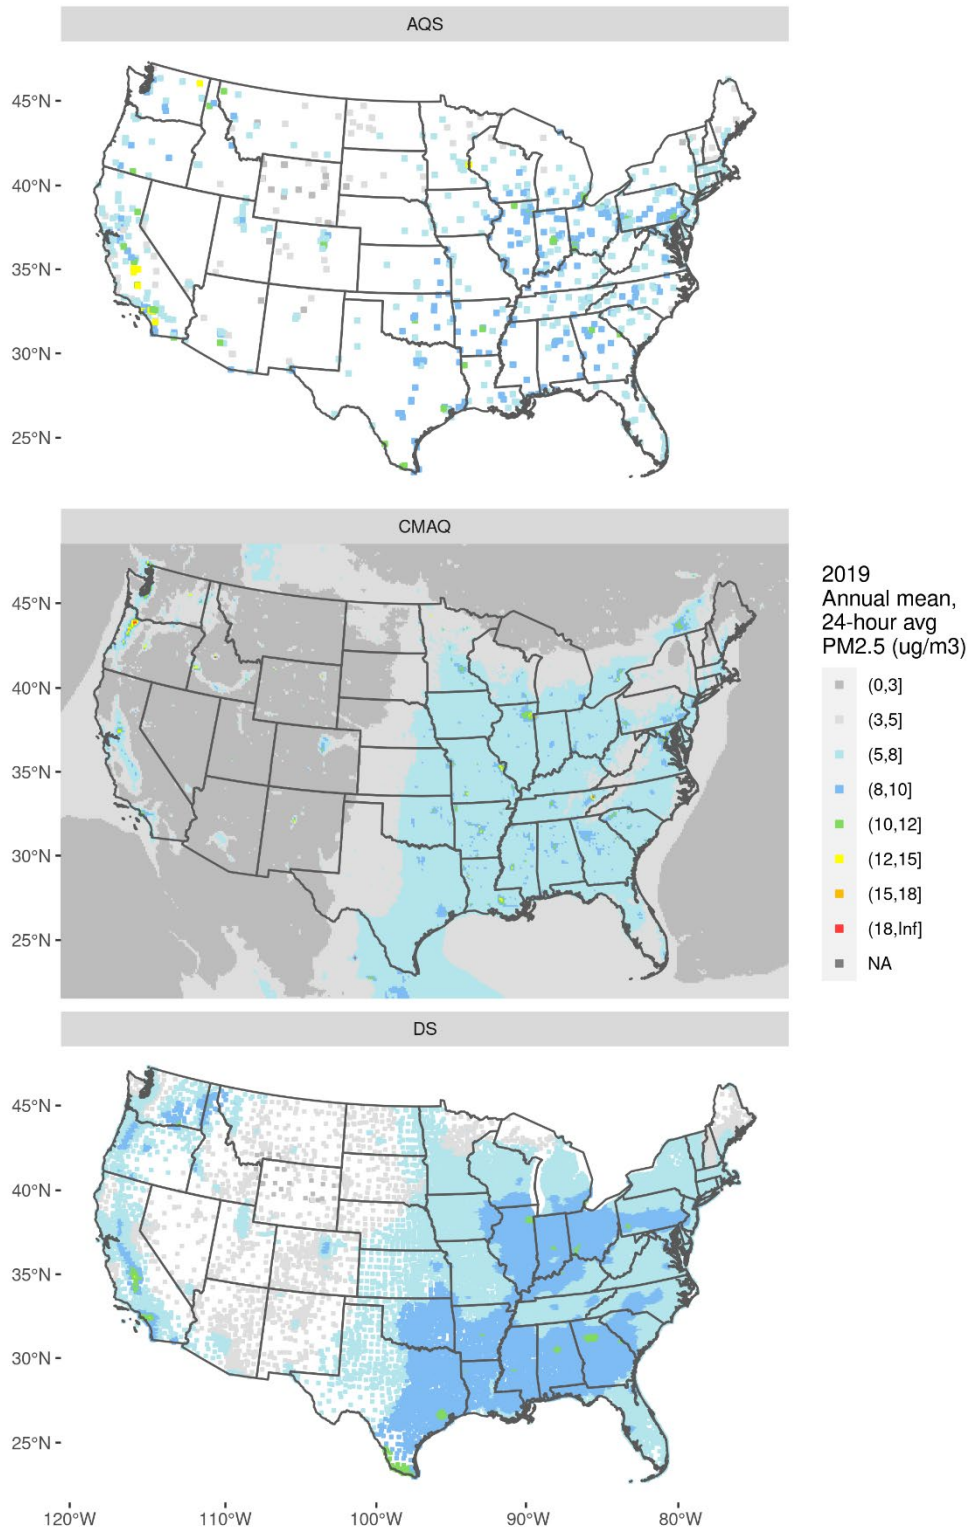 AQS
45°N
40°N
35°N
30°N
25°N
CMAQ
45°N
40°N
35°N
30°N
25°N
2019
Annual mean,
24-hour avg
PM2.5 (ug/m3)
(0,3]
(3,5]
(5,8]
(8,10]
(10,12]
(12,15]
(15,18]
(18,Inf]
NA
DS
45°N
40°N
35°N
30°N
25°N
120°W 110°W 100°W 90°W 80°W